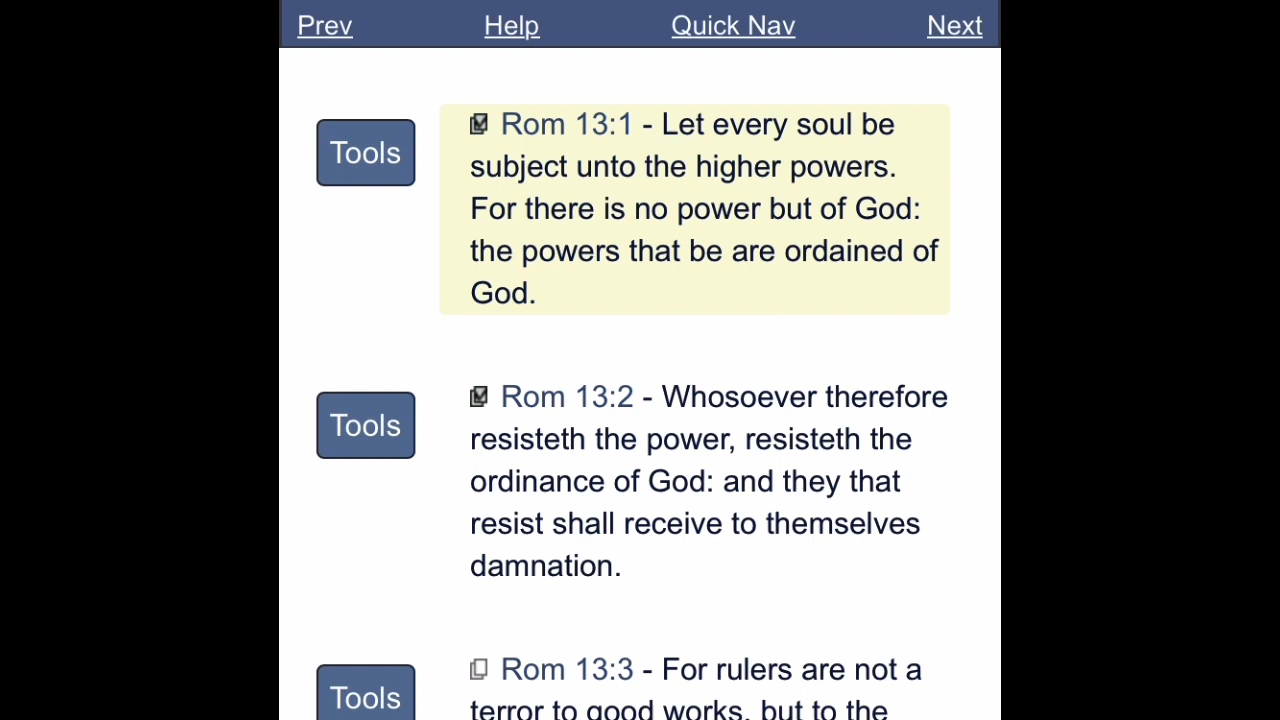 Prev Help Quick Nav Next
Tools
Rom 13:1 - Let every soul be
subject unto the higher powers.
For there is no power but of God:
the powers that be are ordained of
God.
Tools
Rom 13:2 - Whosoever therefore
resisteth the power, resisteth the
ordinance of God: and they that
resist shall receive to themselves
damnation.
Tools
Rom 13:3 - For rulers are not a
terror to good works, but to the